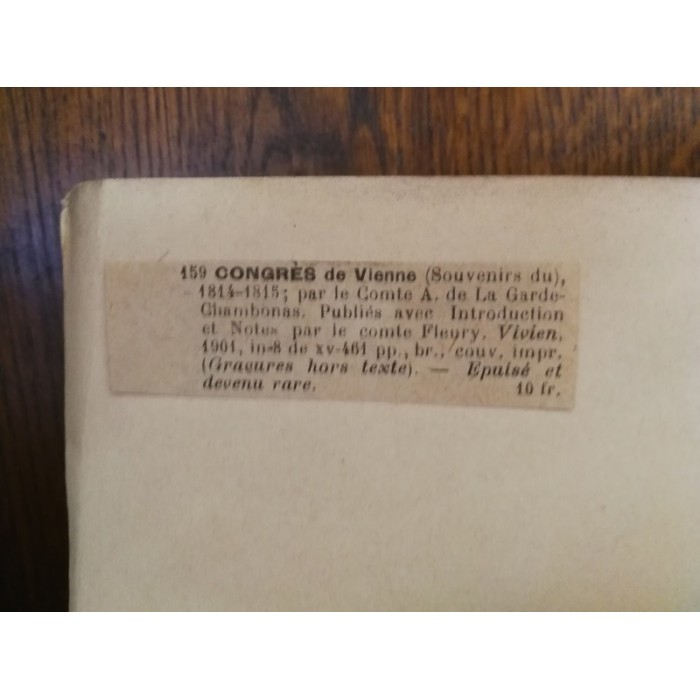 159 CONGRÈS de Vienne (Souvenirs du),
1814-1815; par le Comte A. de La Garde-
Chambonas. Publiés avec Introduction
et Notes par le comte Fleury. Vivien,
1901, in-8 de xv-461 pp., br., couv. impr.
(Gravures hors texte). — Epuisé et
devenu rare. 10 fr.